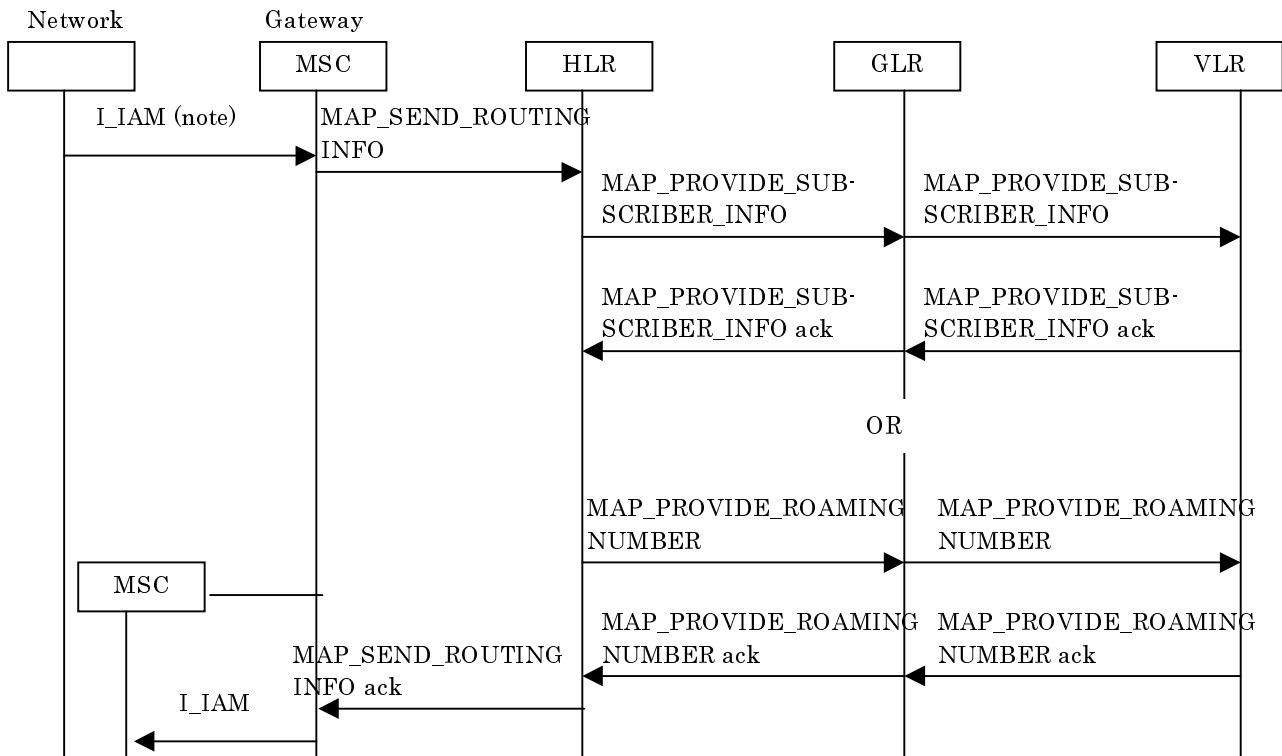 Network
Gateway
MSC
HLR
GLR
VLR
I_IAM (note)
MAP_SEND_ROUTING
INFO
MAP_PROVIDE_SUB-
SCRIBER_INFO
MAP_PROVIDE_SUB-
SCRIBER_INFO
MAP_PROVIDE_SUB-
SCRIBER_INFO ack
MAP_PROVIDE_SUB-
SCRIBER_INFO ack
OR
MAP_PROVIDE_ROAMING
NUMBER
MAP_PROVIDE_ROAMING
NUMBER
MSC
MAP_PROVIDE_ROAMING
NUMBER ack
MAP_PROVIDE_ROAMING
NUMBER ack
MAP_SEND_ROUTING
INFO ack
I_IAM